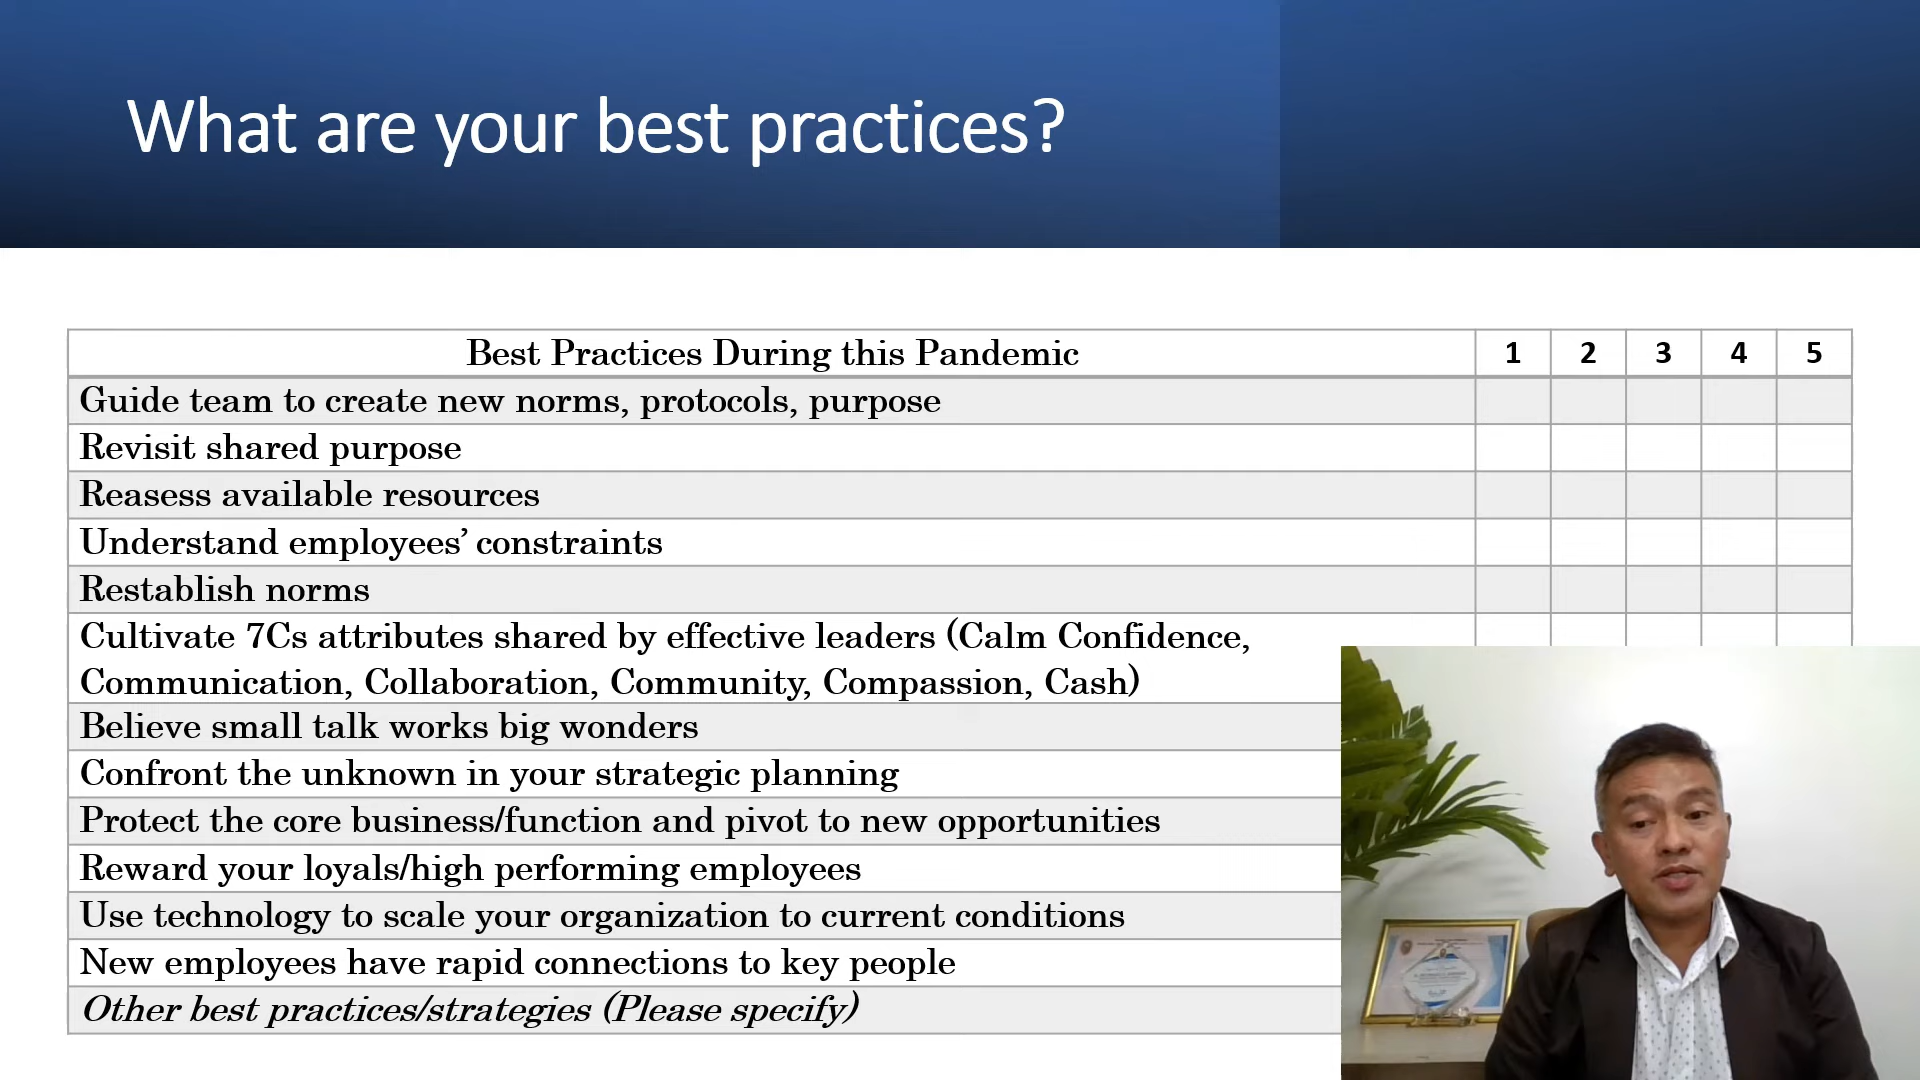 What are your best practices?
Best Practices During this Pandemic 1 2 3 4 5
Guide team to create new norms, protocols, purpose
Revisit shared purpose
Reasess available resources
Understand employees’ constraints
Restablish norms
Cultivate 7Cs attributes shared by effective leaders (Calm Confidence,
Communication, Collaboration, Community, Compassion, Cash)
Believe small talk works big wonders
Confront the unknown in your strategic planning
Protect the core business/function and pivot to new opportunities
Reward your loyals/high performing employees
Use technology to scale your organization to current conditions
New employees have rapid connections to key people
Other best practices/strategies (Please specify)